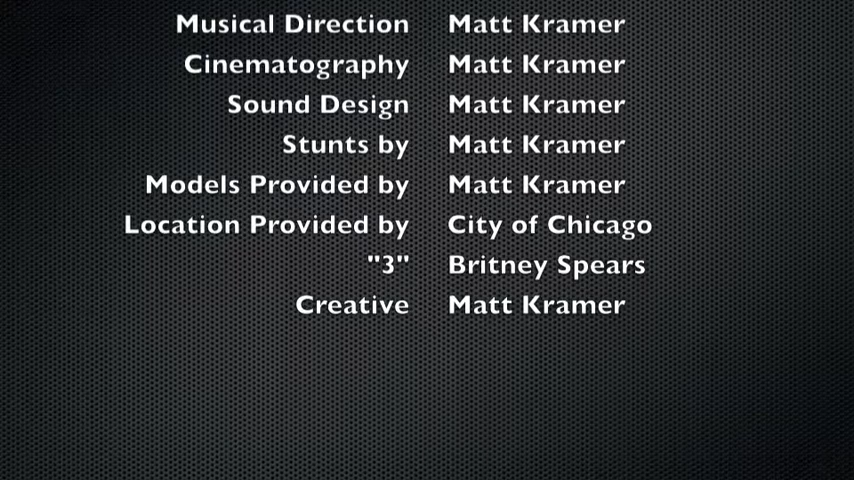 Musical Direction Matt Kramer
Cinematography Matt Kramer
Sound Design Matt Kramer
Stunts by Matt Kramer
Models Provided by Matt Kramer
Location Provided by City of Chicago
"3" Britney Spears
Creative Matt Kramer